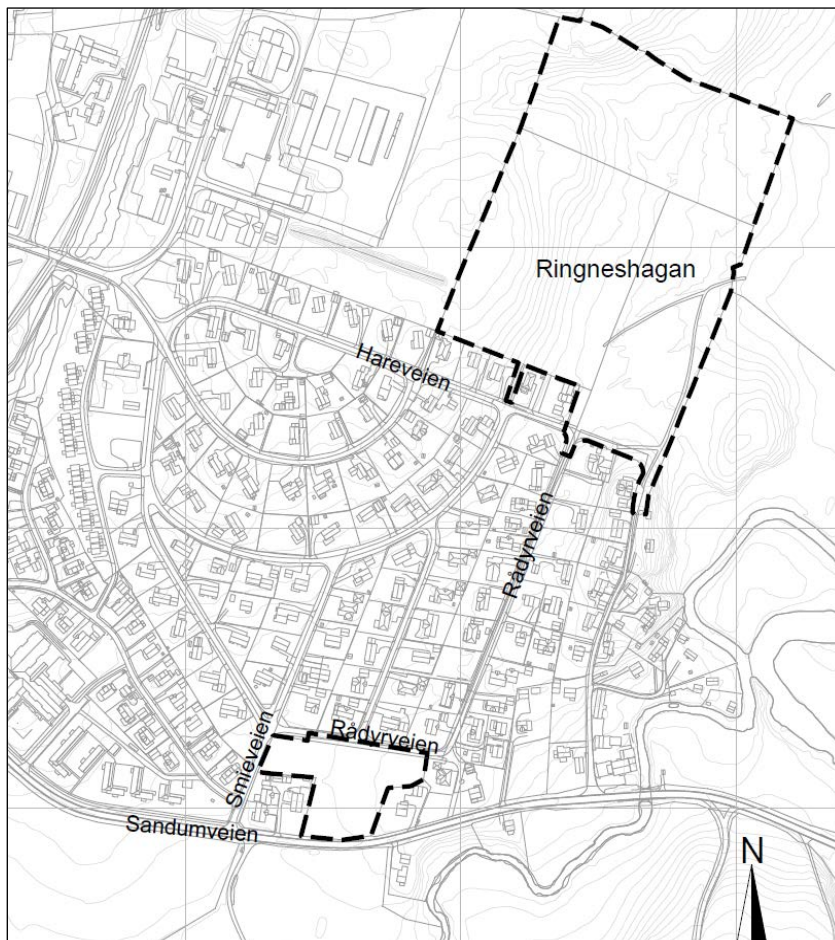 Ringneshagan
Hareveien
Rådyrveien
Rådyrveien
Smieveien
Sandumveien
N